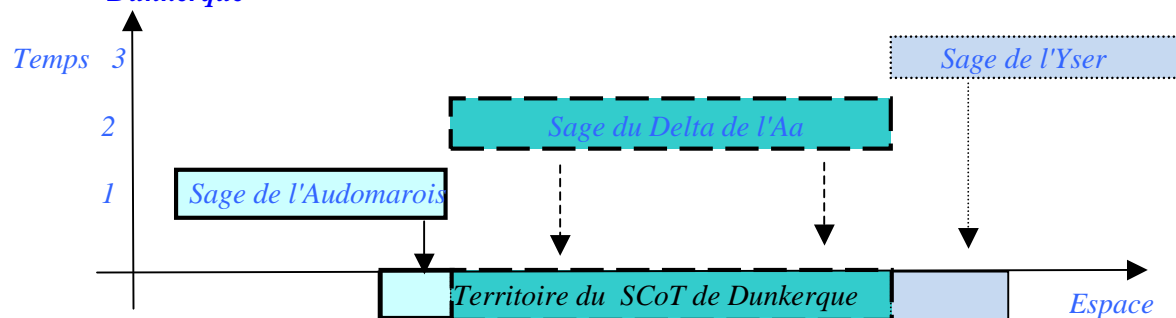 Dunkerque
Temps 3 Sage de l'Yser
2 Sage du Delta de l'Aa
1 Sage de l'Audomarois
Territoire du SCoT de Dunkerque
Espace